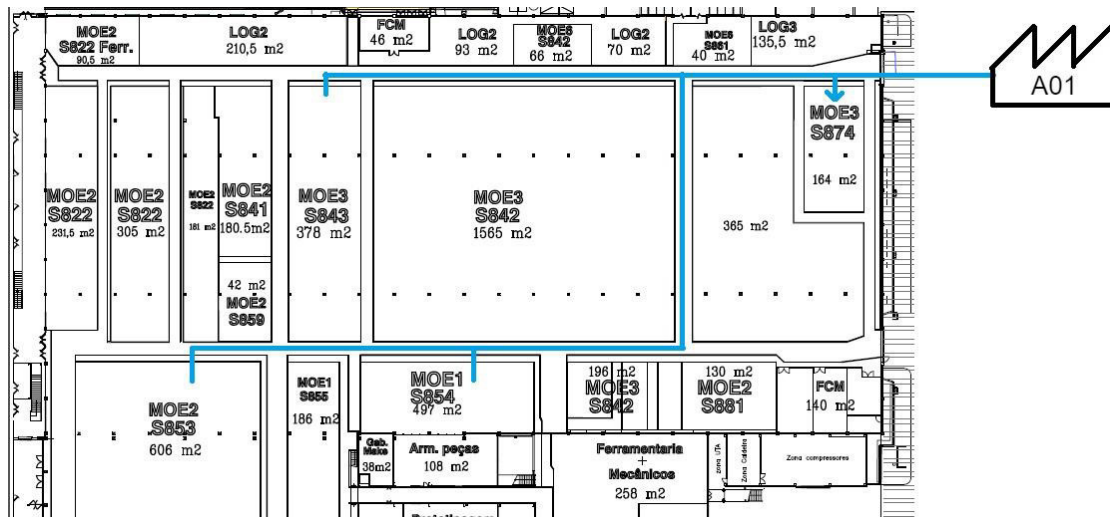 MOE2
S822 Ferr.
90,5 m2
LOG2
210,5 m2
FCM
46 m2
LOG2
93 m2
MOE6
S842
66 m2
LOG2
70 m2
MOE6
S861
40 m2
LOG3
135,5 m2
A01
MOE2
S822
231,5 m2
MOE2
S822
305 m2
MOE2
S822
181 m2
MOE2
S841
180.5m2
42 m2
MOE2
S859
MOE3
S843
378 m2
MOE3
S842
1565 m2
365 m2
MOE3
S874
164 m2
MOE2
S853
606 m2
MOE1
S855
186 m2
MOE1
S854
497 m2
196 m2
MOE3
S842
130 m2
MOE2
S881
FCM
140 m2
Gab.
Make
38m2
Arm. peças
108 m2
Ferramentaria
+
Mecânicos
258 m2
Zona UTA
Zona Caldeira
Zona compressores